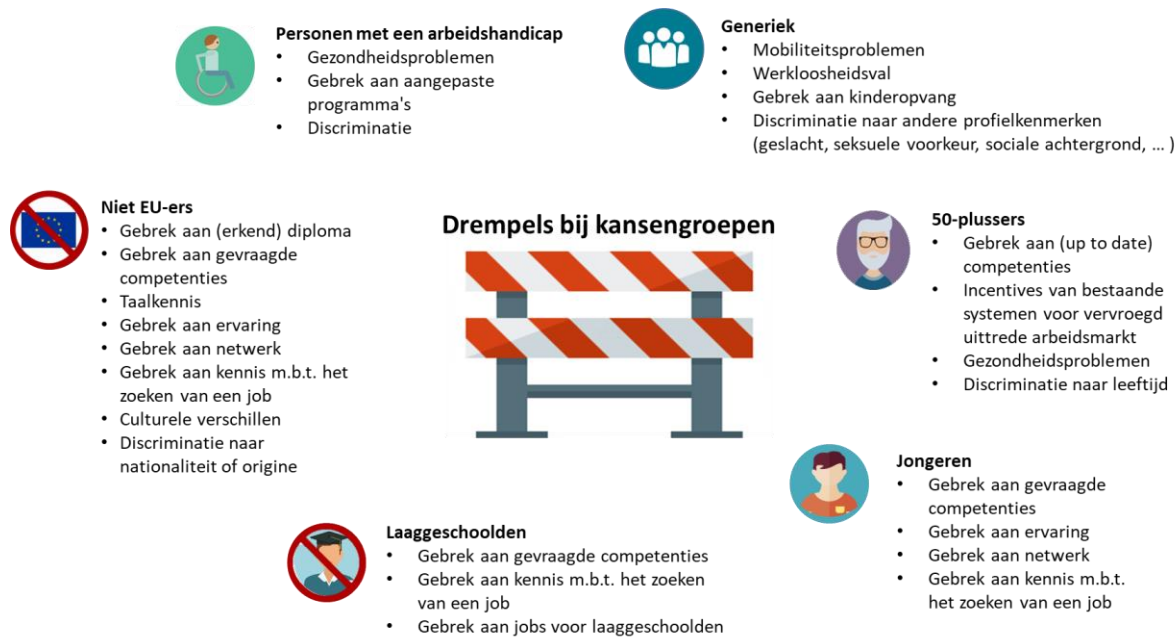 Personen met een arbeidshandicap
• Gezondheidsproblemen
• Gebrek aan aangepaste
programma's
• Discriminatie
Generiek
• Mobiliteitsproblemen
• Werkloosheidsval
• Gebrek aan kinderopvang
• Discriminatie naar andere profielkenmerken
(geslacht, seksuele voorkeur, sociale achtergrond, ... )
Niet EU-ers
• Gebrek aan (erkend) diploma
• Gebrek aan gevraagde
competenties
• Taalkennis
• Gebrek aan ervaring
• Gebrek aan netwerk
• Gebrek aan kennis m.b.t. het
zoeken van een job
• Culturele verschillen
• Discriminatie naar
nationaliteit of origine
Drempels bij kansengroepen
50-plussers
• Gebrek aan (up to date)
competenties
• Incentives van bestaande
systemen voor vervroegd
uittrede arbeidsmarkt
• Gezondheidsproblemen
• Discriminatie naar leeftijd
Jongeren
• Gebrek aan gevraagde
competenties
• Gebrek aan ervaring
• Gebrek aan netwerk
• Gebrek aan kennis m.b.t.
het zoeken van een job
Laaggeschoolden
• Gebrek aan gevraagde competenties
• Gebrek aan kennis m.b.t. het zoeken
van een job
• Gebrek aan jobs voor laaggeschoolden